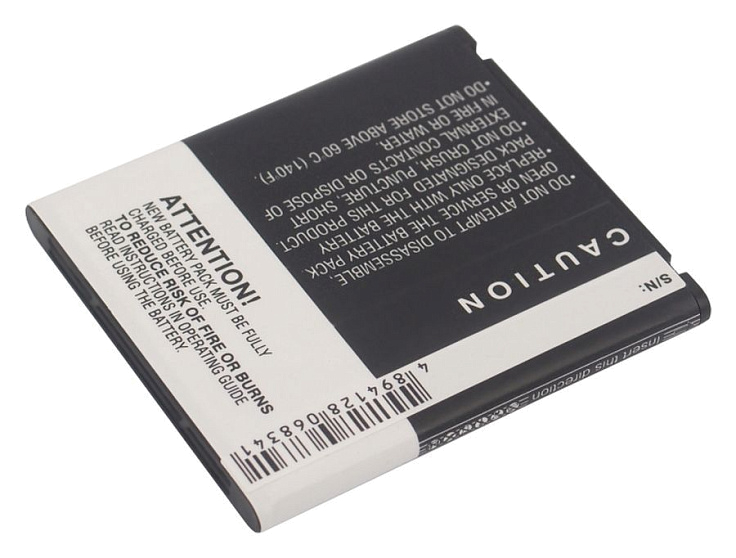 ATTENTION!
NEW BATTERY PACK MUST BE FULLY
CHARGED BEFORE USE.
TO REDUCE RISK OF FIRE OR BURNS
READ INSTRUCTIONS IN OPERATING GUIDE
BEFORE USING THE BATTERY.
4 894128 068341
S/N:
CAUTION
•DO NOT ATTEMPT TO DISASSEMBLE,
OPEN OR SERVICE THE BATTERY PACK.
•REPLACE ONLY WITH THE BATTERY
PACK DESIGNATED FOR THIS PRODUCT.
•DO NOT CRUSH, PUNCTURE, SHORT
EXTERNAL CONTACTS OR DISPOSE OF
IN FIRE OR WATER.
•DO NOT STORE ABOVE 60°C (140°F).
Insert this direction